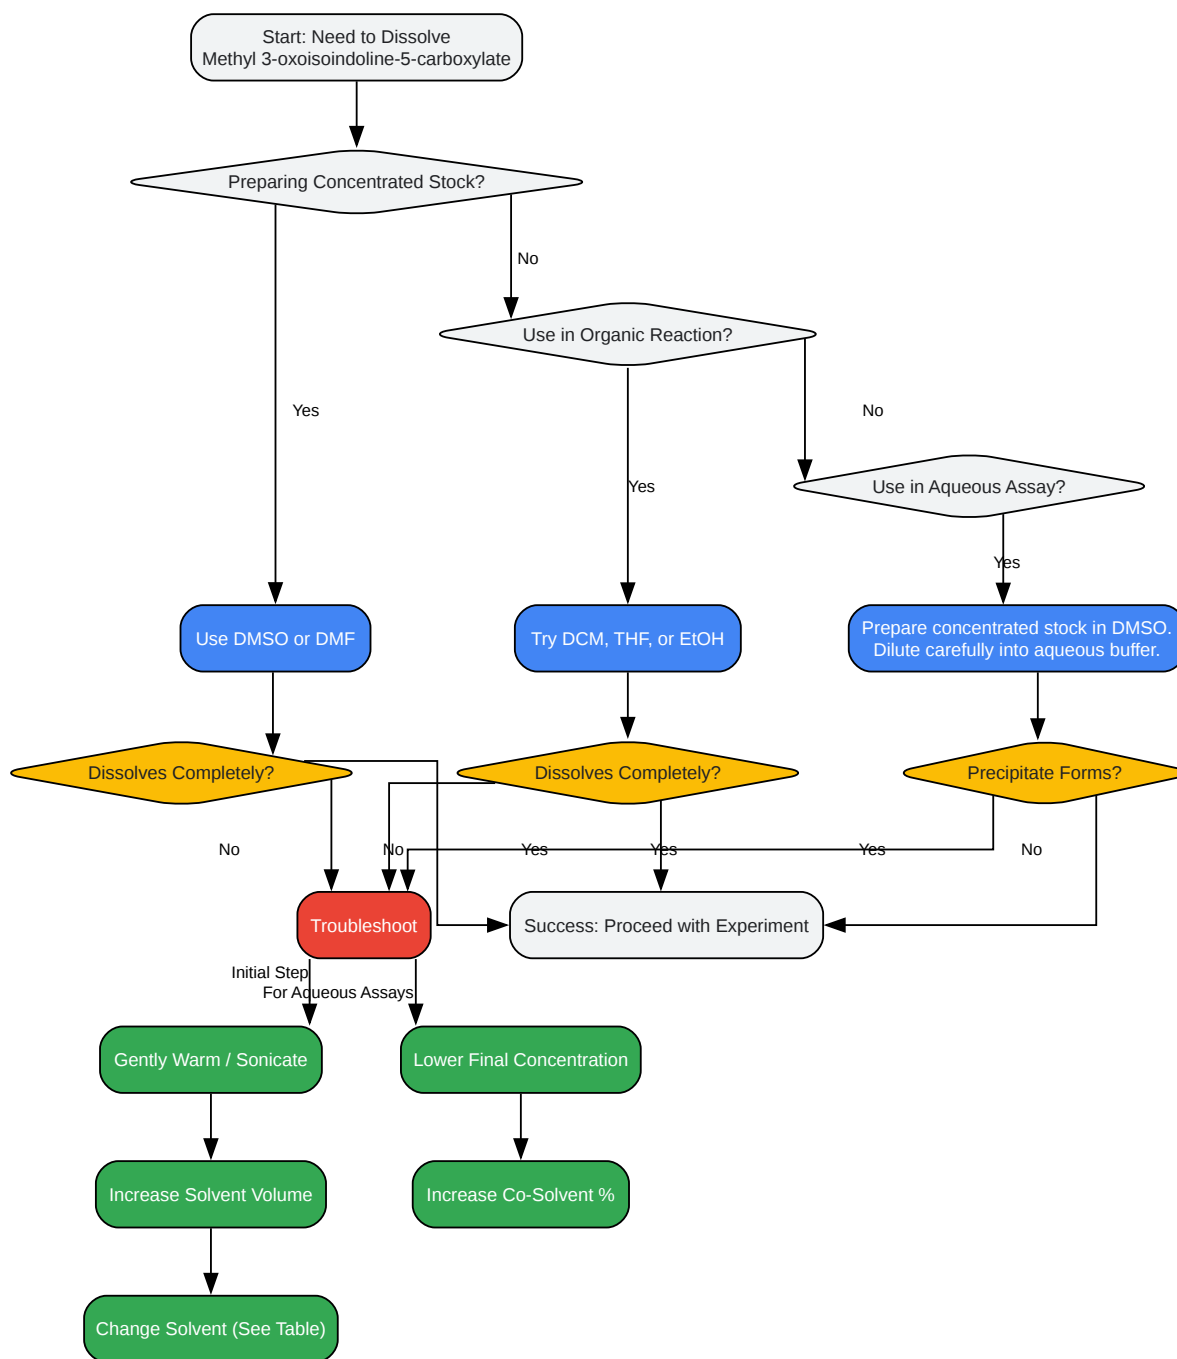 Start: Need to Dissolve
Methyl 3-oxoisoindoline-5-carboxylate
Preparing Concentrated Stock?
No
Use in Organic Reaction?
Yes
No
Yes
Use in Aqueous Assay?
Yes
Use DMSO or DMF
Try DCM, THF, or EtOH
Prepare concentrated stock in DMSO.
Dilute carefully into aqueous buffer.
Dissolves Completely?
Dissolves Completely?
Precipitate Forms?
No
No
Yes
Yes
Yes
No
Troubleshoot
Success: Proceed with Experiment
Initial Step
For Aqueous Assays
Gently Warm / Sonicate
Lower Final Concentration
Increase Solvent Volume
Increase Co-Solvent %
Change Solvent (See Table)